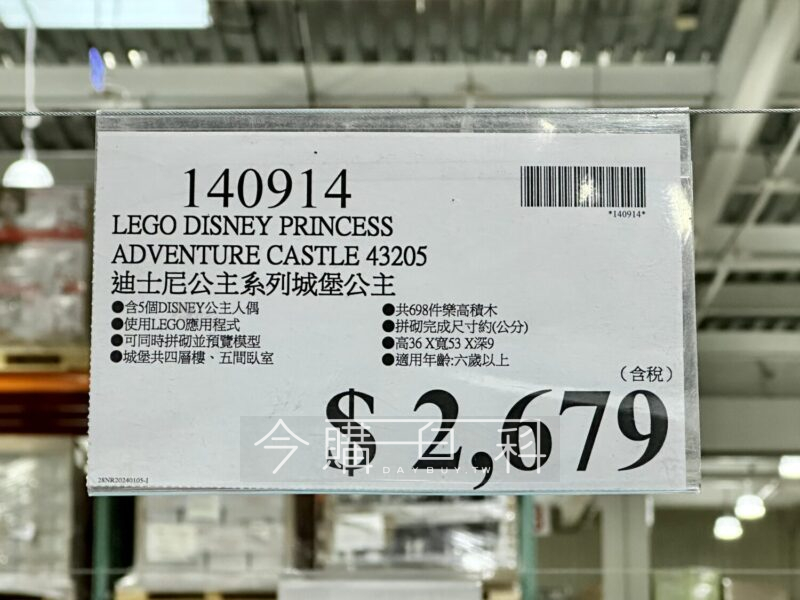 140914
*140914*
LEGO DISNEY PRINCESS
ADVENTURE CASTLE 43205
迪士尼公主系列城堡公主
●含5個DISNEY公主人偶
●使用LEGO應用程式
●可同時拼砌並預覽模型
●城堡共四層樓、五間臥室
●共698件樂高積木
●拼砌完成尺寸約(公分)
●高36 X寬53 X深9
●適用年齡:六歲以上
(含稅)
$ 2,679
今購百科
DAYBUY.TW
28NR20240105-1